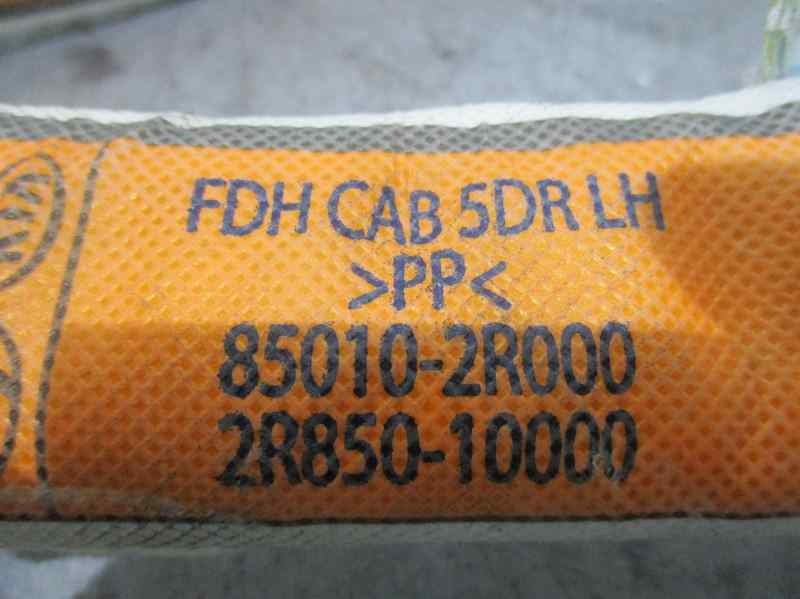 FDH CAB 5DR LH
>PP<
85010-2R000
2R850-10000